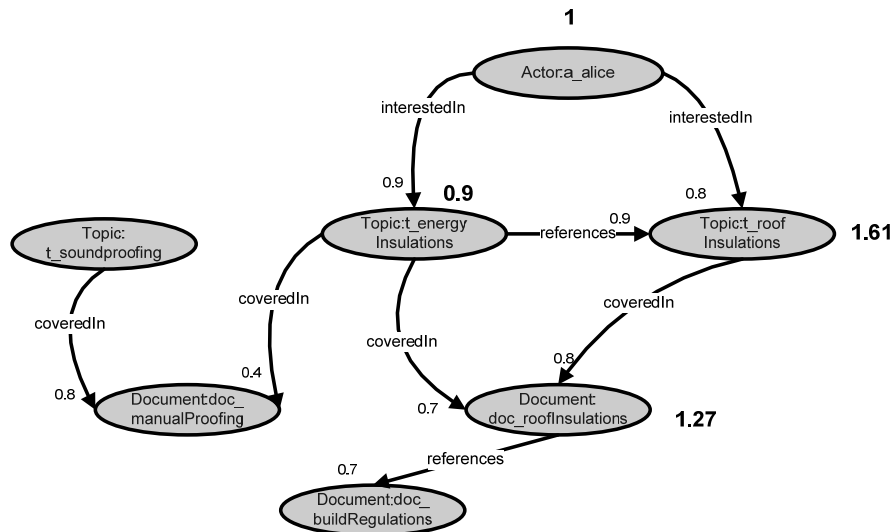 1
Actor:a_alice
interestedIn
interestedIn
0.9
0.9
0.8
Topic:
t_soundproofing
Topic:t_energy
Insulations
references
0.9
Topic:t_roof
Insulations
1.61
coveredIn
coveredIn
coveredIn
coveredIn
0.8
0.4
0.7
0.8
Document:doc_
manualProofing
Document:
doc_roofInsulations
1.27
references
0.7
Document:doc_
buildRegulations